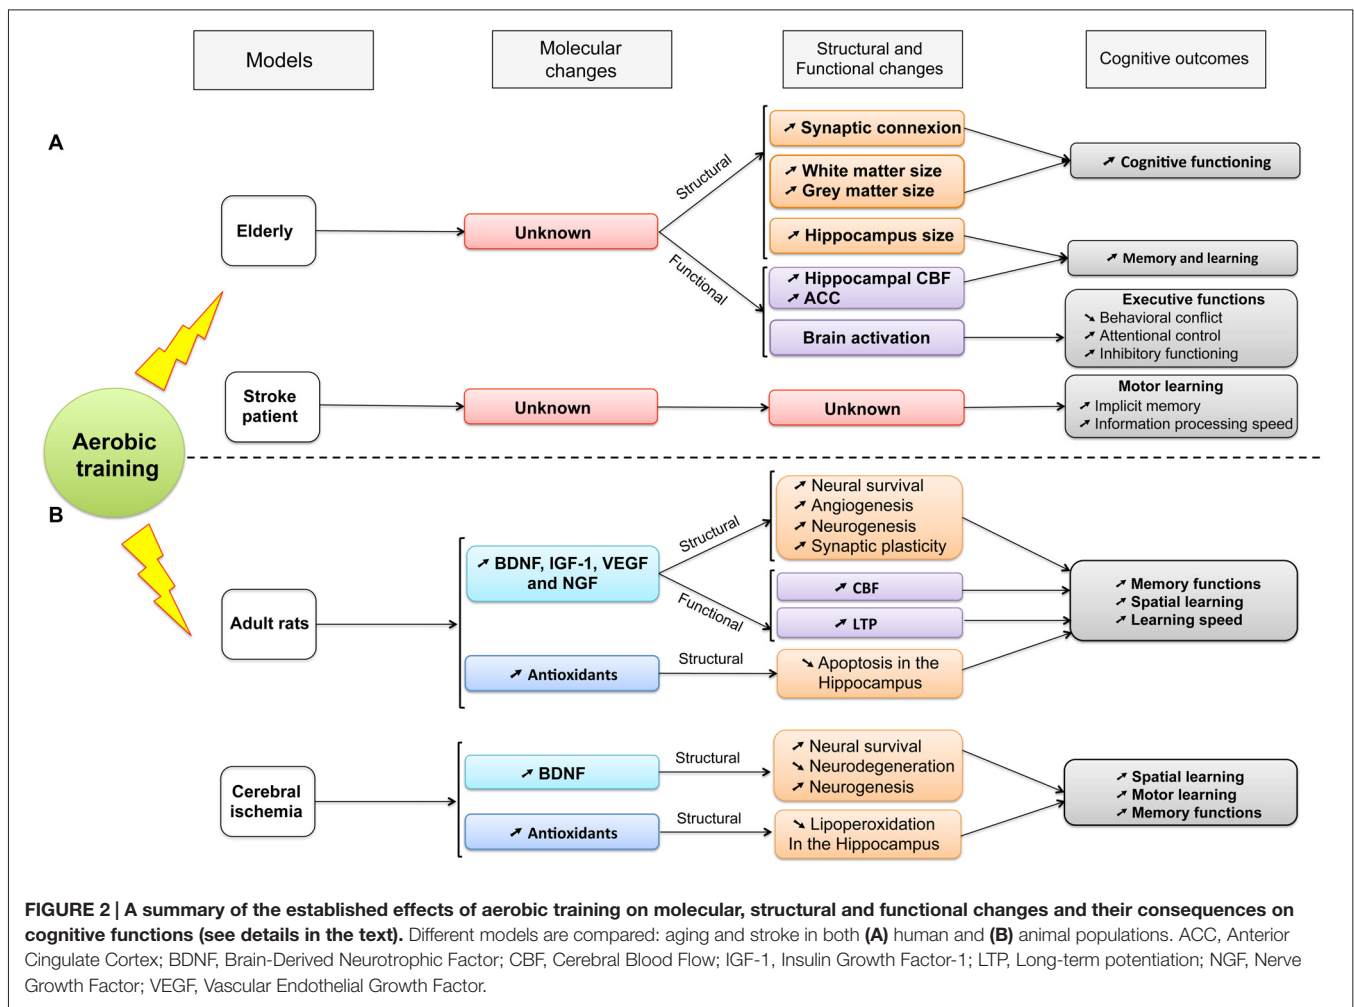 Models
Molecular
changes
Structural and
Functional changes
Cognitive outcomes
A
Elderly
Unknown
Structural
Functional
↗ Synaptic connexion
↗ White matter size
↗ Grey matter size
↗ Hippocampus size
↗ Hippocampal CBF
↗ ACC
Brain activation
↗ Cognitive functioning
↗ Memory and learning
Executive functions
↘ Behavioral conflict
↗ Attentional control
↗ Inhibitory functioning
Stroke
patient
Unknown
Unknown
Motor learning
↗ Implicit memory
↗ Information processing speed
Aerobic
training
B
Adult rats
↗ BDNF, IGF-1, VEGF
and NGF
Structural
Functional
↗ Neural survival
↗ Angiogenesis
↗ Neurogenesis
↗ Synaptic plasticity
↗ CBF
↗ LTP
↗ Antioxidants
Structural
↘ Apoptosis in the
Hippocampus
↗ Memory functions
↗ Spatial learning
↗ Learning speed
Cerebral
ischemia
↗ BDNF
Structural
↗ Neural survival
↘ Neurodegeneration
↗ Neurogenesis
↗ Antioxidants
Structural
↘ Lipoperoxidation
In the Hippocampus
↗ Spatial learning
↗ Motor learning
↗ Memory functions
FIGURE 2 | A summary of the established effects of aerobic training on molecular, structural and functional changes and their consequences on
cognitive functions (see details in the text). Different models are compared: aging and stroke in both (A) human and (B) animal populations. ACC, Anterior
Cingulate Cortex; BDNF, Brain-Derived Neurotrophic Factor; CBF, Cerebral Blood Flow; IGF-1, Insulin Growth Factor-1; LTP, Long-term potentiation; NGF, Nerve
Growth Factor; VEGF, Vascular Endothelial Growth Factor.